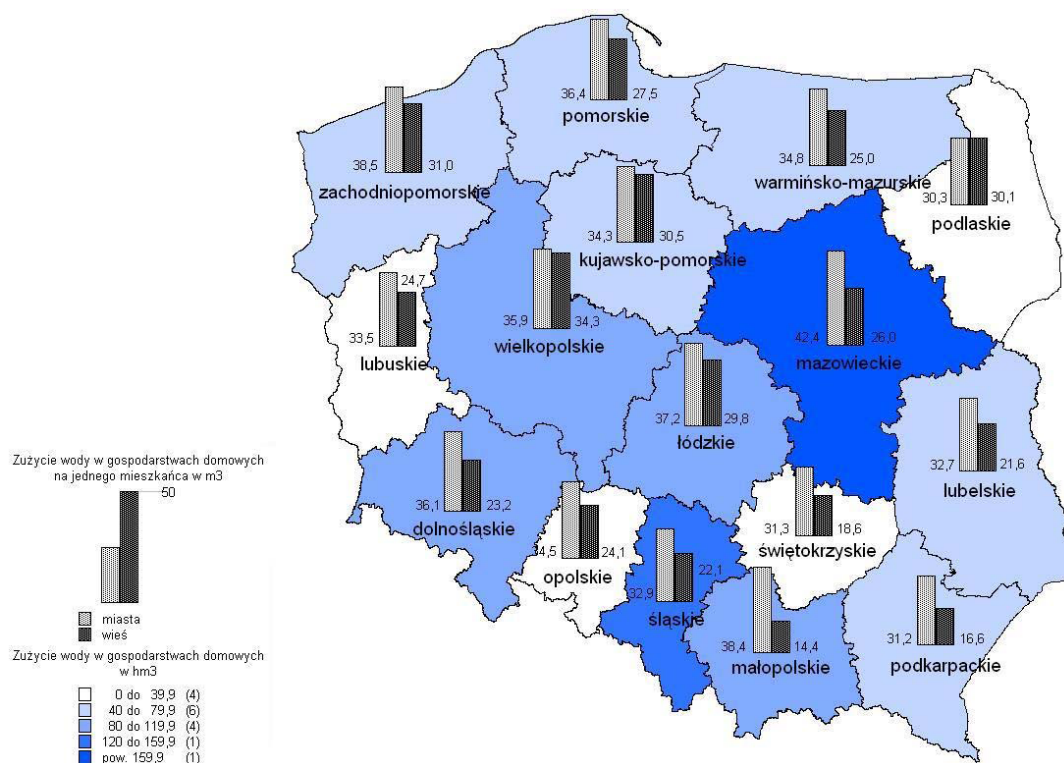 36,4 27,5
pomorskie
38,5 31,0
zachodniopomorskie
34,8 25,0
warmińsko-mazurskie
30,3 30,1
podlaskie
34,3 30,5
kujawsko-pomorskie
24,7
33,5
lubuskie
35,9 34,3
wielkopolskie
42,4 26,0
mazowieckie
37,2 29,8
łódzkie
32,7 21,6
lubelskie
36,1 23,2
dolnośląskie
34,5 24,1
opolskie
31,3 18,6
świętokrzyskie
22,1
32,9
śląskie
38,4 14,4
małopolskie
31,2 16,6
podkarpackie
Zużycie wody w gospodarstwach domowych
na jednego mieszkańca w m3
50
miasta
wieś
Zużycie wody w gospodarstwach domowych
w hm3
0 do 39,9 (4)
40 do 79,9 (6)
80 do 119,9 (4)
120 do 159,9 (1)
pow. 159,9 (1)